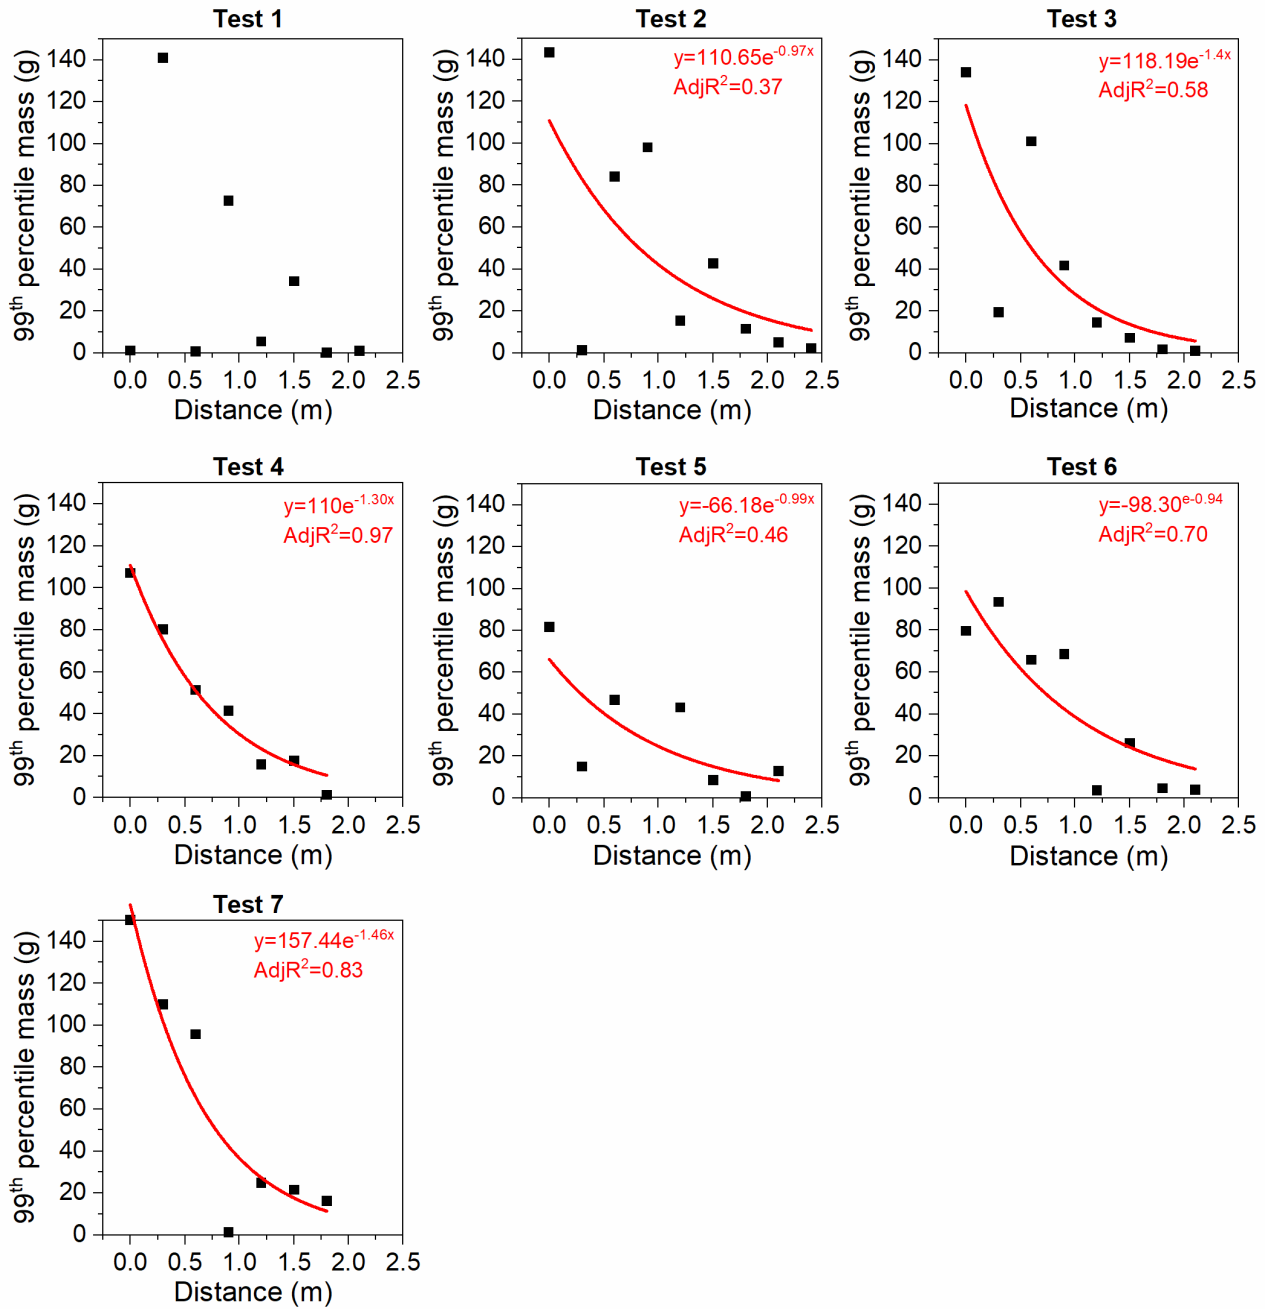 Test 1
99th percentile mass (g)
140
120
100
80
60
40
20
0
0.0 0.5 1.0 1.5 2.0 2.5
Distance (m)
Test 2
y=110.65e-0.97x
AdjR2=0.37
99th percentile mass (g)
140
120
100
80
60
40
20
0
0.0 0.5 1.0 1.5 2.0 2.5
Distance (m)
Test 3
y=118.19e-1.4x
AdjR2=0.58
99th percentile mass (g)
140
120
100
80
60
40
20
0
0.0 0.5 1.0 1.5 2.0 2.5
Distance (m)
Test 4
y=110e-1.30x
AdjR2=0.97
99th percentile mass (g)
140
120
100
80
60
40
20
0
0.0 0.5 1.0 1.5 2.0 2.5
Distance (m)
Test 5
y=-66.18e-0.99x
AdjR2=0.46
99th percentile mass (g)
140
120
100
80
60
40
20
0
0.0 0.5 1.0 1.5 2.0 2.5
Distance (m)
Test 6
y=-98.30e-0.94
AdjR2=0.70
99th percentile mass (g)
140
120
100
80
60
40
20
0
0.0 0.5 1.0 1.5 2.0 2.5
Distance (m)
Test 7
y=157.44e-1.46x
AdjR2=0.83
99th percentile mass (g)
140
120
100
80
60
40
20
0
0.0 0.5 1.0 1.5 2.0 2.5
Distance (m)